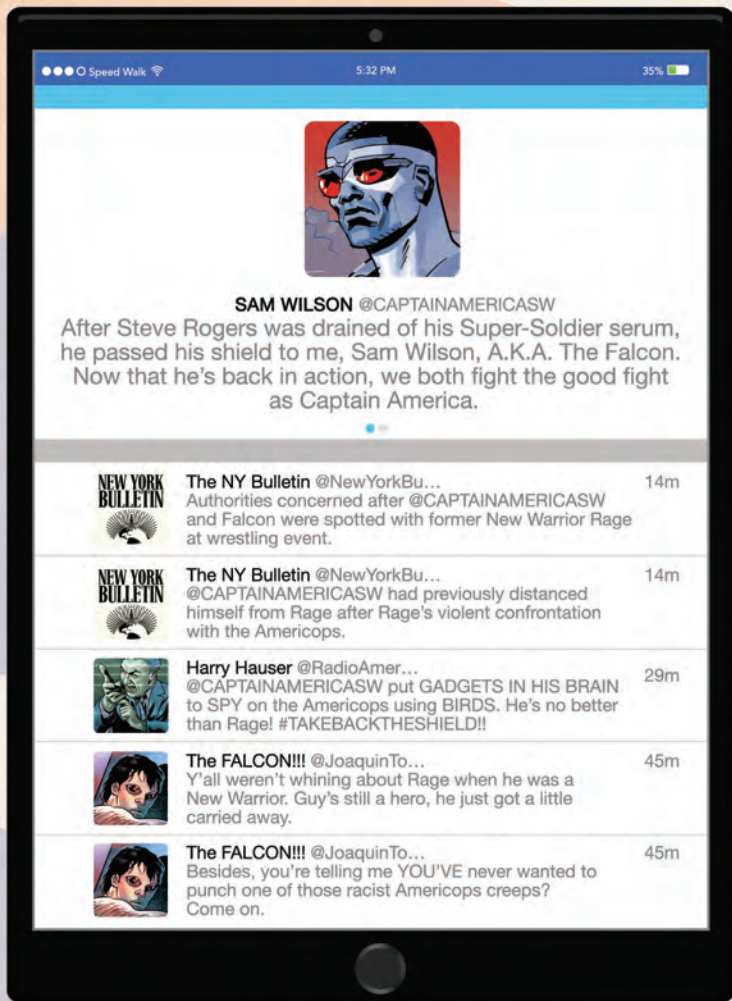 Speed Walk 5:32 PM 35%
SAM WILSON @CAPTAINAMERICASW
After Steve Rogers was drained of his Super-Soldier serum,
he passed his shield to me, Sam Wilson, A.K.A. The Falcon.
Now that he's back in action, we both fight the good fight
as Captain America.
NEW YORK
BULLETIN
The NY Bulletin @NewYorkBu... 14m
Authorities concerned after @CAPTAINAMERICASW
and Falcon were spotted with former New Warrior Rage
at wrestling event.
NEW YORK
BULLETIN
The NY Bulletin @NewYorkBu... 14m
@CAPTAINAMERICASW had previously distanced
himself from Rage after Rage's violent confrontation
with the Americops.
Harry Hauser @RadioAmer... 29m
@CAPTAINAMERICASW put GADGETS IN HIS BRAIN
to SPY on the Americops using BIRDS. He's no better
than Rage! #TAKEBACKTHESHIELD!!
The FALCON!!! @JoaquinTo... 45m
Y'all weren't whining about Rage when he was a
New Warrior. Guy's still a hero, he just got a little
carried away.
The FALCON!!! @JoaquinTo... 45m
Besides, you're telling me YOU'VE never wanted to
punch one of those racist Americops creeps?
Come on.